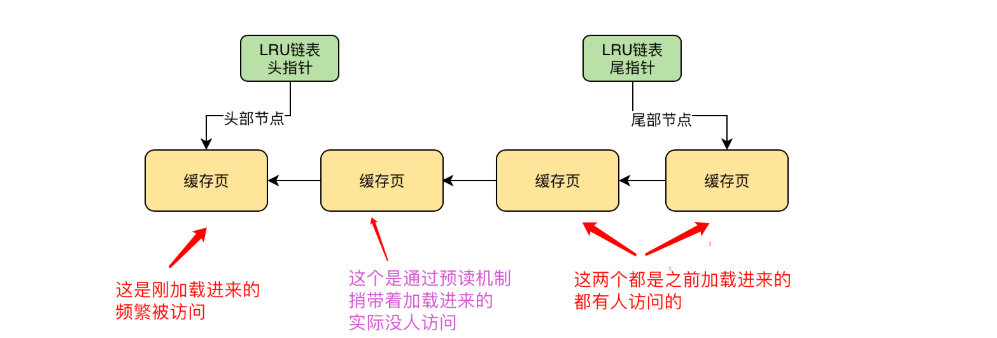 LRU链表
头指针
LRU链表
尾指针
头部节点
尾部节点
缓存页
缓存页
缓存页
缓存页
这是刚加载进来的
频繁被访问
这个是通过预读机制
捎带着加载进来的
实际没人访问
这两个都是之前加载进来的
都有人访问的